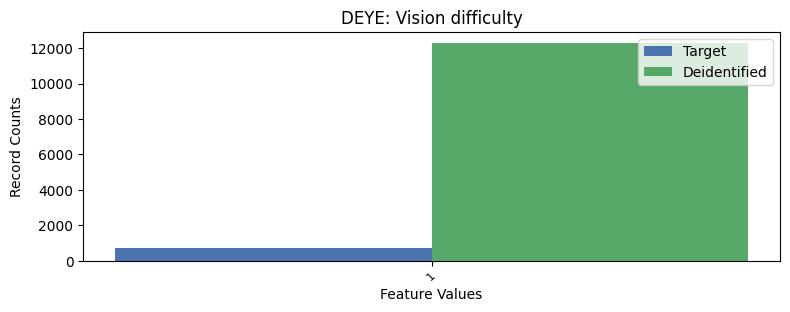 DEYE: Vision difficulty
Target
Deidentified
12000
10000
8000
6000
4000
2000
0
Record Counts
1
Feature Values